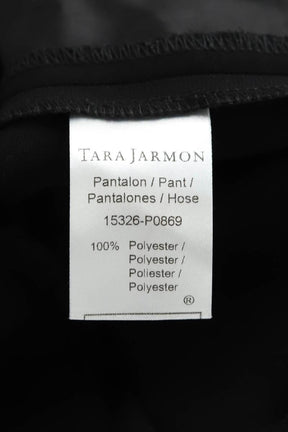 TARA JARMON
Pantalon / Pant /
Pantalones / Hose
15326-P0869
100% Polyester /
Polyester /
Poliester /
Polyester
®